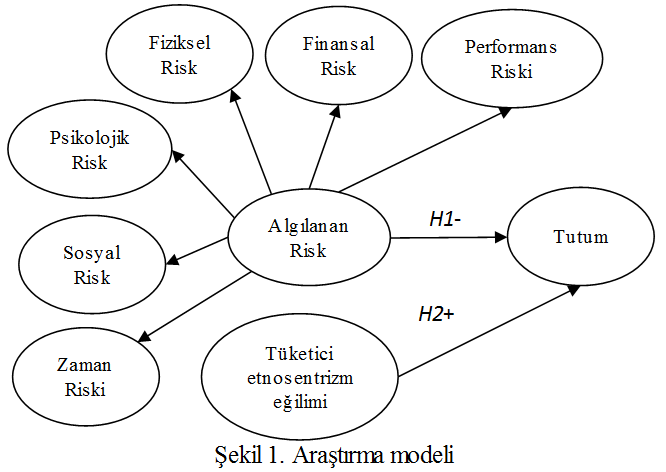 Fiziksel
Risk
Finansal
Risk
Performans
Riski
Psikolojik
Risk
Algılanan
Risk
H1-
Tutum
Sosyal
Risk
H2+
Zaman
Riski
Tüketici
etnosentrizm
eğilimi
Şekil 1. Araştırma modeli